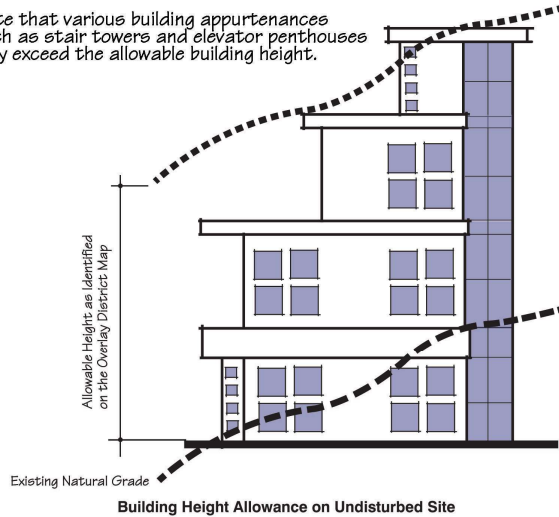 te that various building appurtenances
ch as stair towers and elevator penthouses
y exceed the allowable building height.
Allowable Height as Identified
on the Overlay District Map
Existing Natural Grade
Building Height Allowance on Undisturbed Site